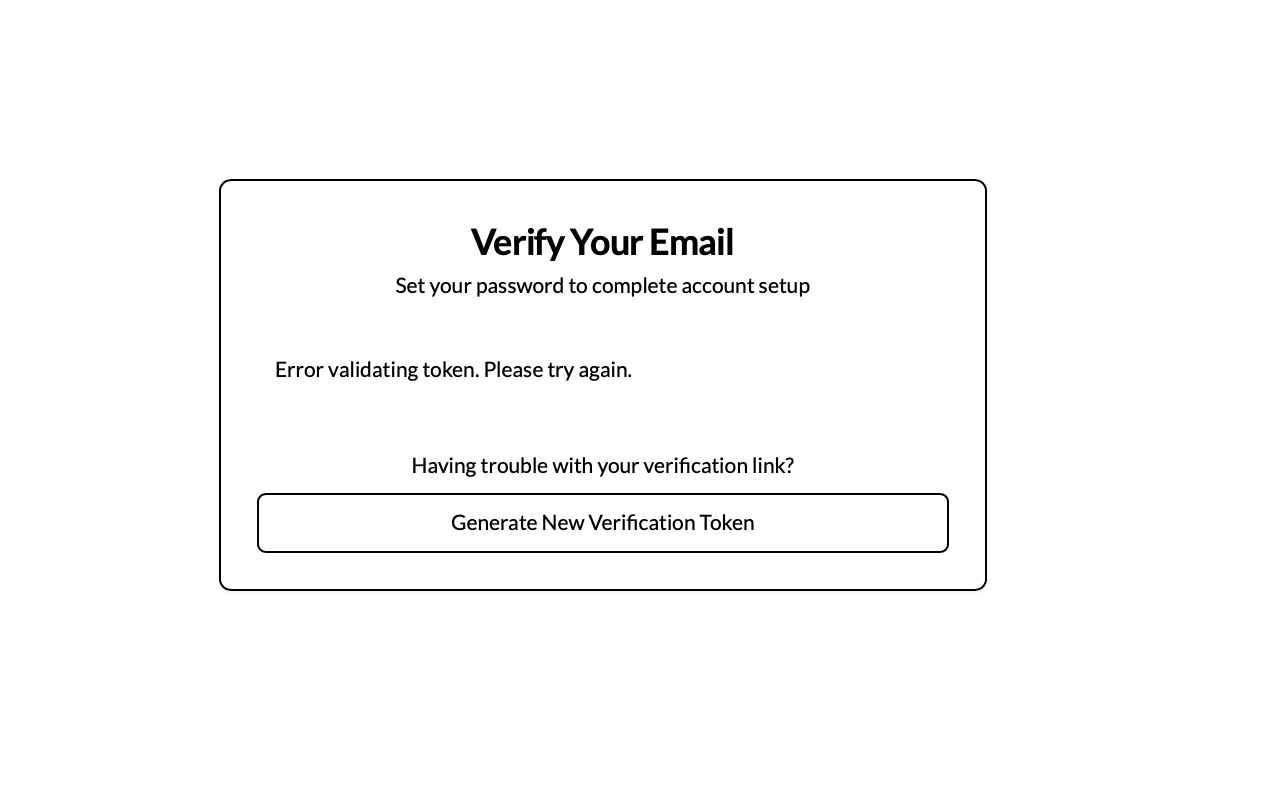 Verify Your Email
Set your password to complete account setup
Error validating token. Please try again.
Having trouble with your verification link?
Generate New Verification Token